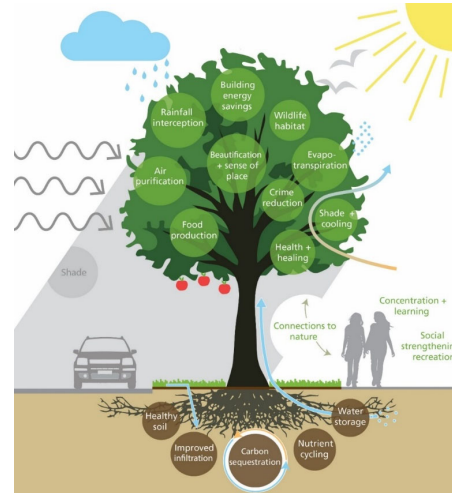 Building
energy
savings
Rainfall
interception
Wildlife
habitat
Beautification
+ sense of
place
Evapo-
transpiration
Air
purification
Crime
reduction
Shade +
cooling
Food
production
Health +
healing
Shade
Concentration +
learning
Connections to
nature
Social
strengthenin
recreation
Healthy
soil
Water
storage
Improved
infiltration
Carbon
sequestration
Nutrient
cycling